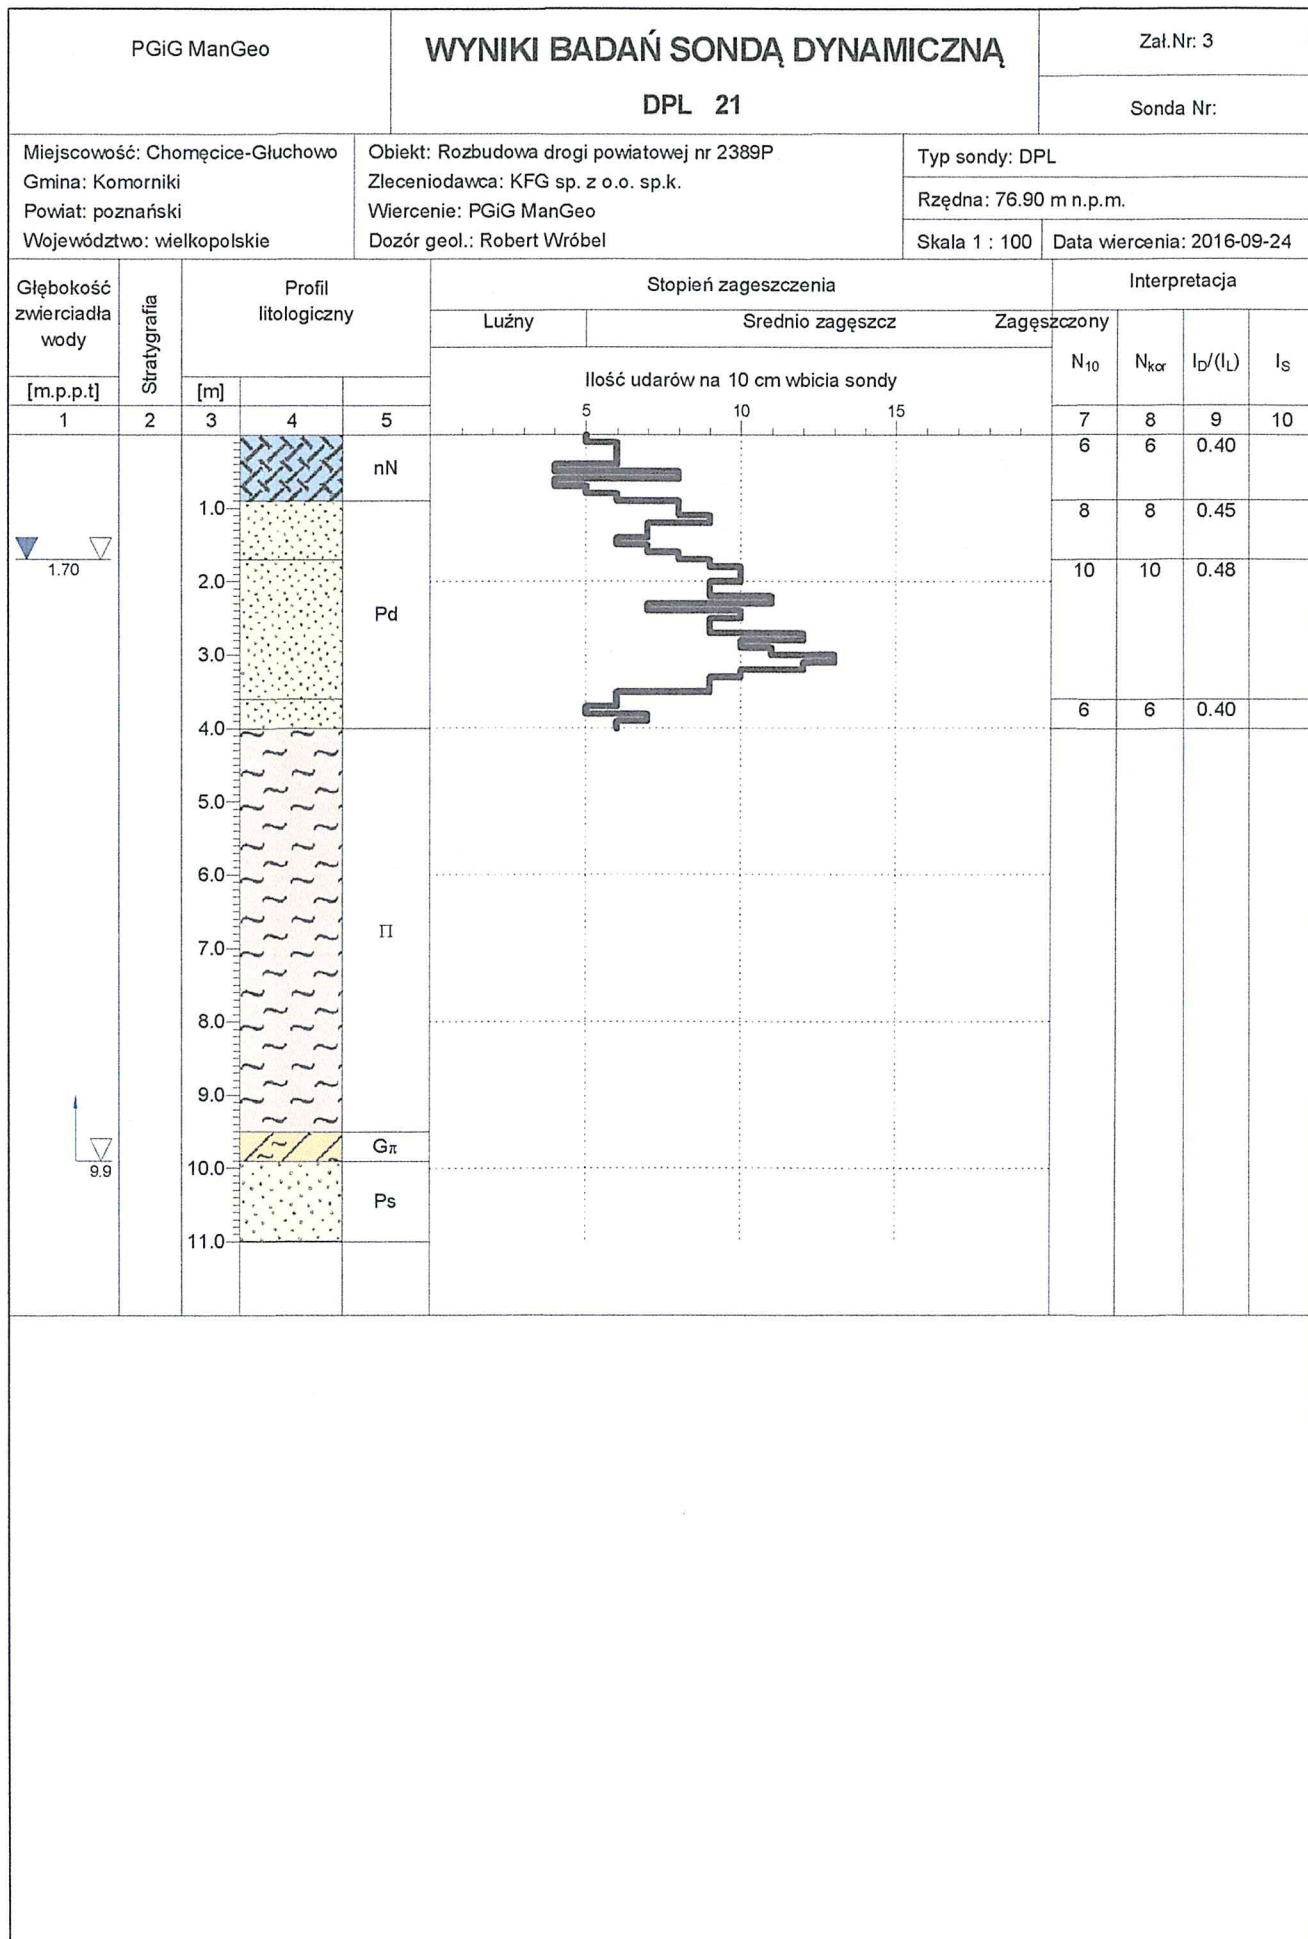 PGiG ManGeo
WYNIKI BADAŃ SONDĄ DYNAMICZNĄ
DPL 21
Zał.Nr: 3
Sonda Nr:
Miejscowość: Chomęcice-Głuchowo
Gmina: Komorniki
Powiat: poznański
Województwo: wielkopolskie
Obiekt: Rozbudowa drogi powiatowej nr 2389P
Zleceniodawca: KFG sp. z o.o. sp.k.
Wiercenie: PGiG ManGeo
Dozór geol.: Robert Wróbel
Typ sondy: DPL
Rzędna: 76.90 m n.p.m.
Skala 1 : 100
Data wiercenia: 2016-09-24
Głębokość
zwierciadła
wody
[m.p.p.t]
Stratygrafia
Profil
litologiczny
[m]
Stopień zageszczenia
Luźny
Srednio zagęszcz
Zagęszczony
Ilość udarów na 10 cm wbicia sondy
5 10 15
Interpretacja
N10 Nkor ID/(IL) IS
1 2 3 4 5 7 8 9 10
nN
6 6 0.40
1.0
8 8 0.45
1.70
10 10 0.48
2.0
Pd
3.0
6 6 0.40
4.0
5.0
6.0
Π
7.0
8.0
9.0
Gπ
9.9
10.0
Ps
11.0